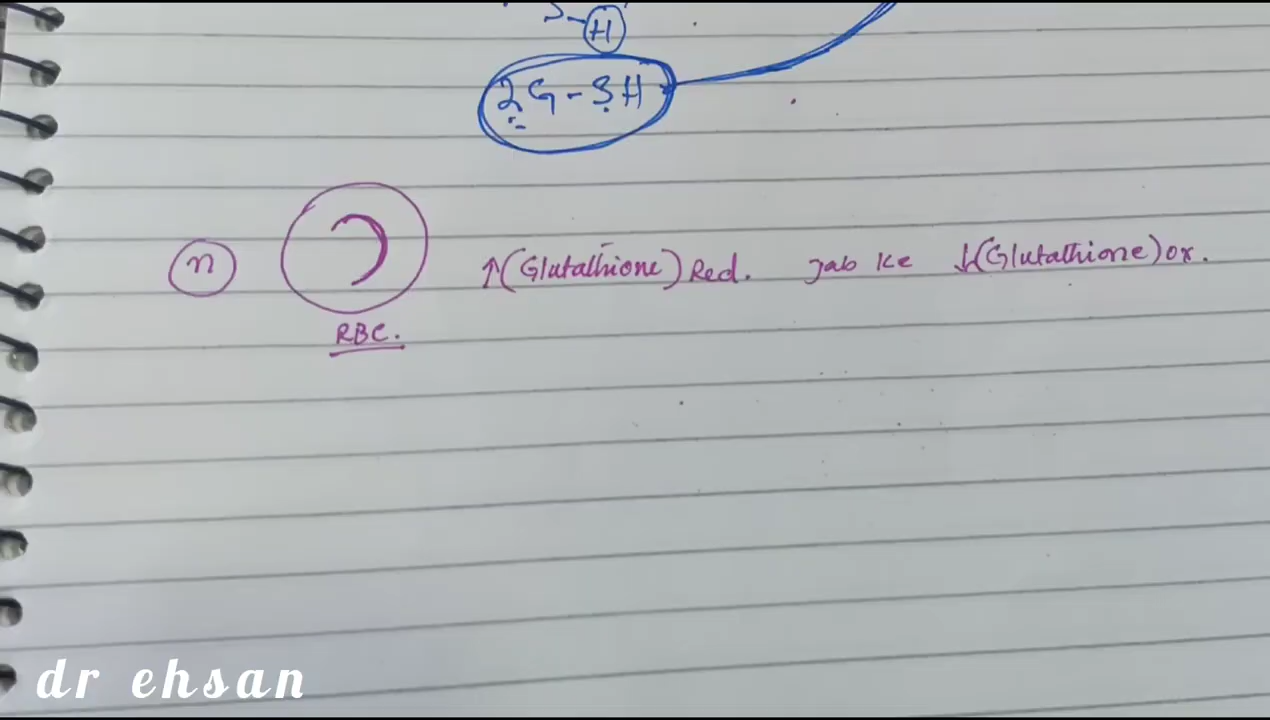 S-H
2G-SH
n ↑(Glutathione) Red. Jab Ke ↓(Glutathione) ox.
RBC.
dr ehsan